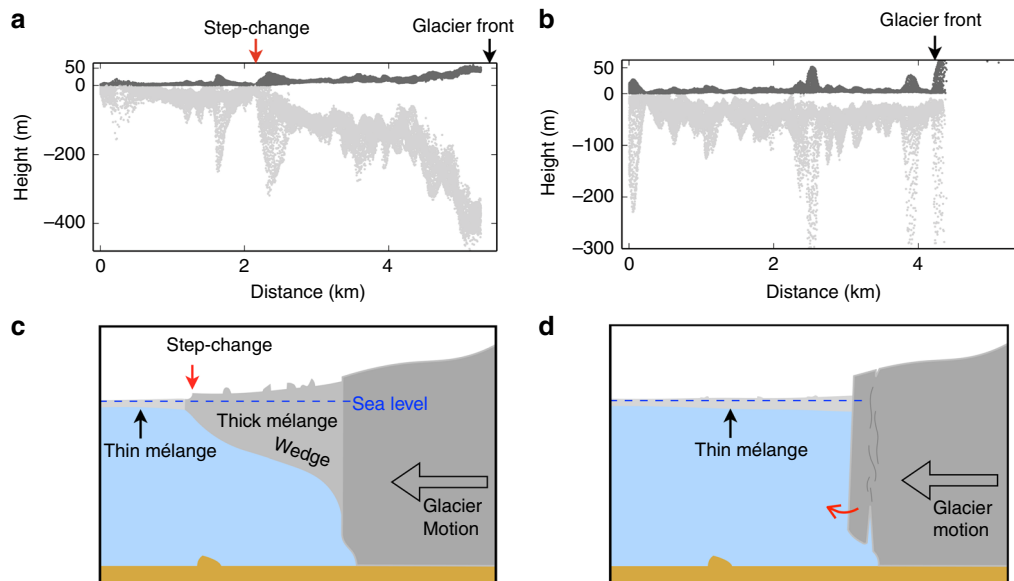 a
Step-change
Glacier front
50
0
−200
−400
Height (m)
0
2
4
Distance (km)
b
Glacier front
50
0
−100
−200
−300
Height (m)
0
2
4
Distance (km)
c
Step-change
Sea level
Thick mélange
Wedge
Thin mélange
Glacier
Motion
d
Thin mélange
Glacier
motion